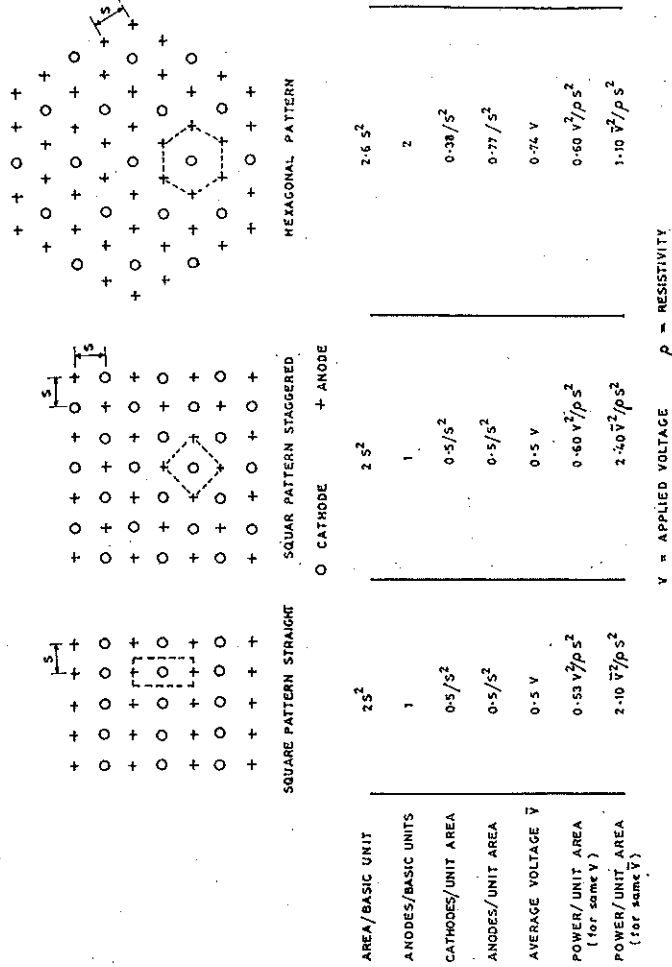 S
S
S
S
SQUARE PATTERN STRAIGHT
SQUAR PATTERN STAGGERED
HEXAGONAL PATTERN
O CATHODE + ANODE
AREA/BASIC UNIT 2S² 2S² 2·6 S²
ANODES/BASIC UNITS 1 1 2
CATHODES/UNIT AREA 0·5/S² 0·5/S² 0·38/S²
ANODES/UNIT AREA 0·5/S² 0·5/S² 0·77/S²
AVERAGE VOLTAGE V̄ 0·5 V 0·5 V 0·74 V
POWER/UNIT AREA 0·53 V²/ρS² 0·60 V²/ρS² 0·60 V²/ρS²
(for same V)
POWER/UNIT AREA 2·10 V̄²/ρS² 2·40 V̄²/ρS² 1·10 V̄²/ρS²
(for same V̄)
V = APPLIED VOLTAGE ρ = RESISTIVITY